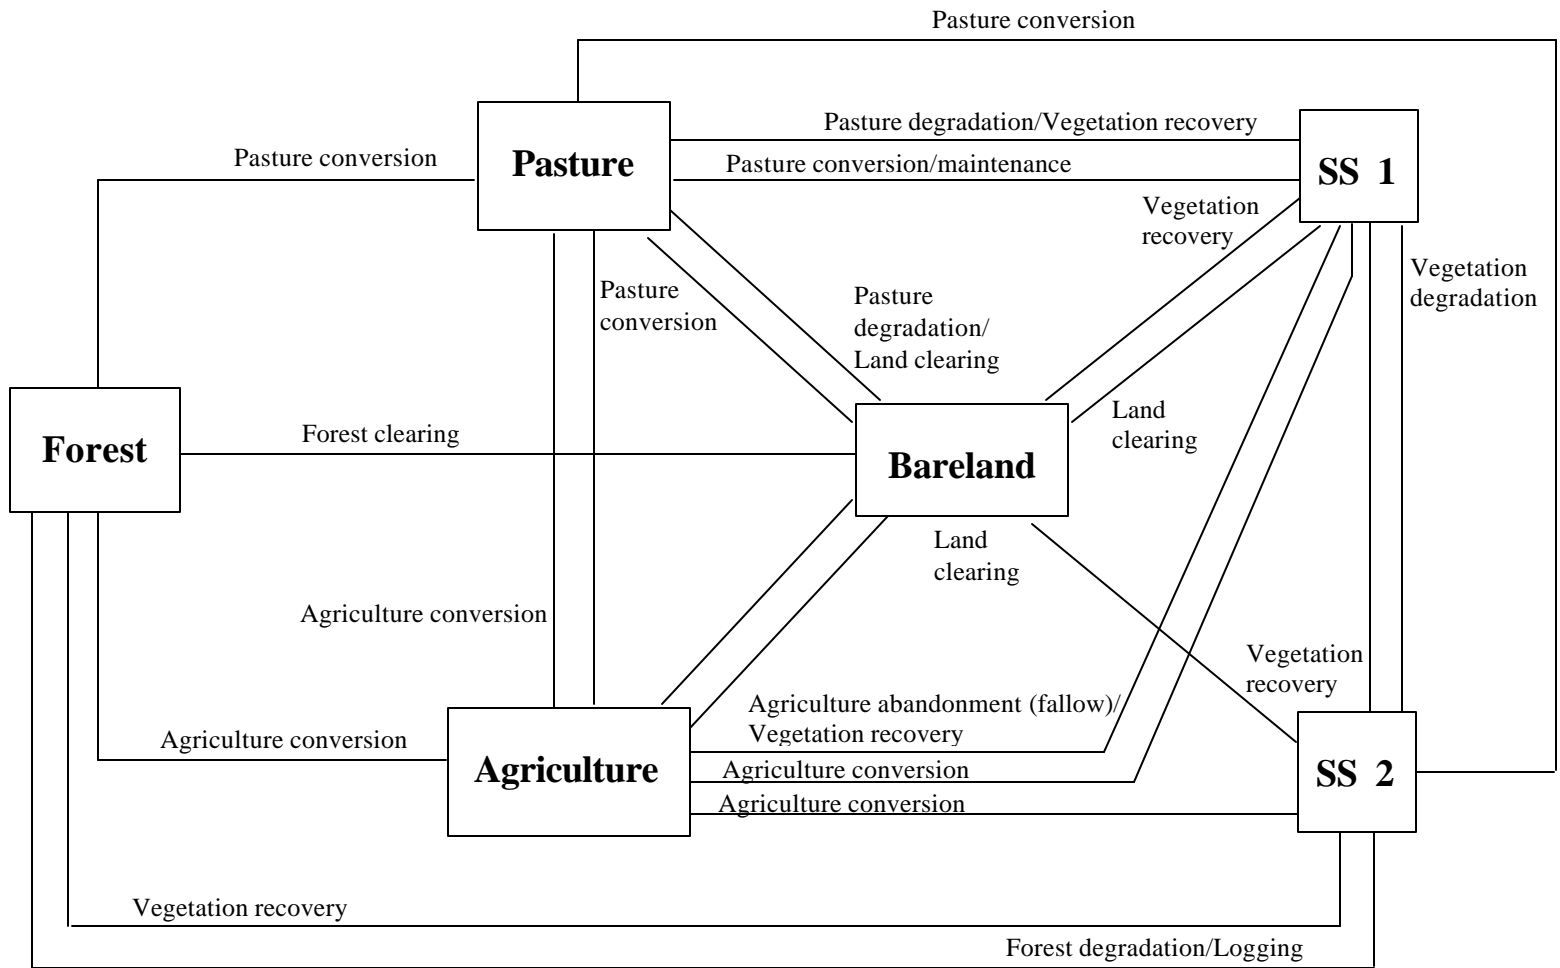 Pasture conversion
Pasture degradation/Vegetation recovery
Pasture conversion
Pasture
Pasture conversion/maintenance
SS 1
Vegetation
recovery
Vegetation
degradation
Pasture
conversion
Pasture
degradation/
Land clearing
Land
clearing
Forest
Forest clearing
Bareland
Land
clearing
Agriculture conversion
Vegetation
recovery
Agriculture abandonment (fallow)/
Vegetation recovery
Agriculture conversion
Agriculture
Agriculture conversion
Agriculture conversion
SS 2
Vegetation recovery
Forest degradation/Logging